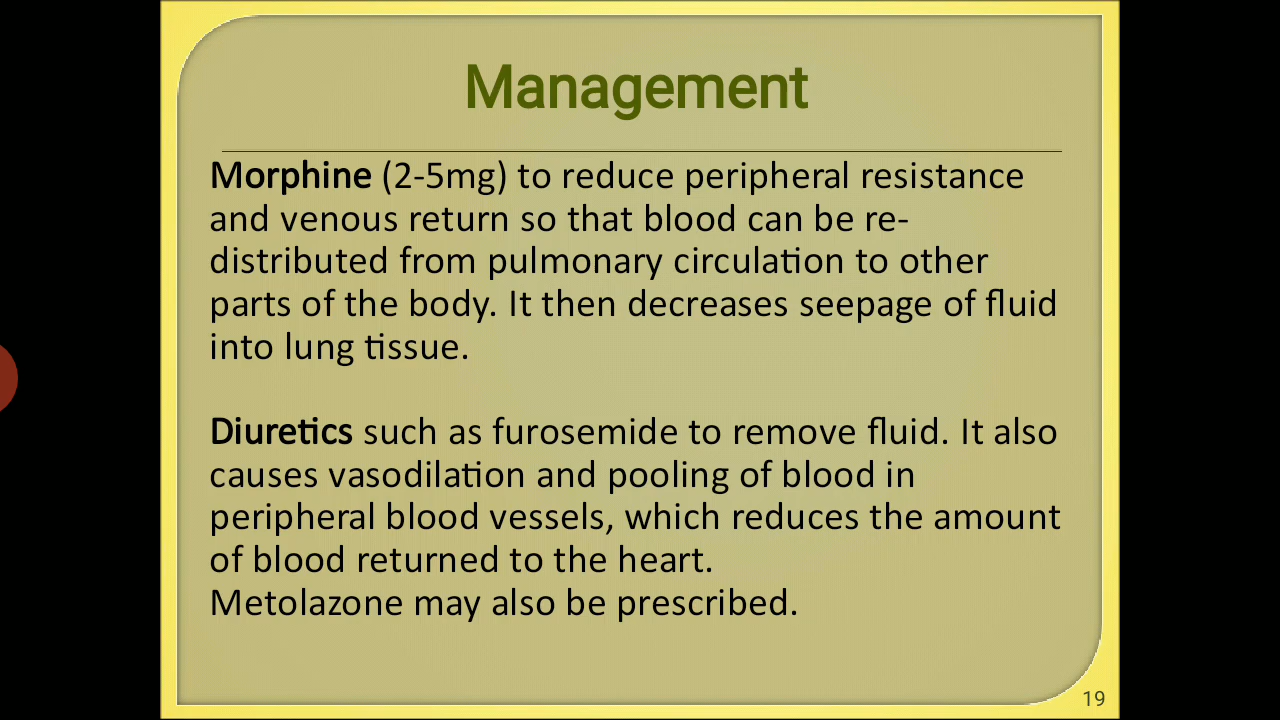 Management
Morphine (2-5mg) to reduce peripheral resistance
and venous return so that blood can be re-
distributed from pulmonary circulation to other
parts of the body. It then decreases seepage of fluid
into lung tissue.
Diuretics such as furosemide to remove fluid. It also
causes vasodilation and pooling of blood in
peripheral blood vessels, which reduces the amount
of blood returned to the heart.
Metolazone may also be prescribed.
19